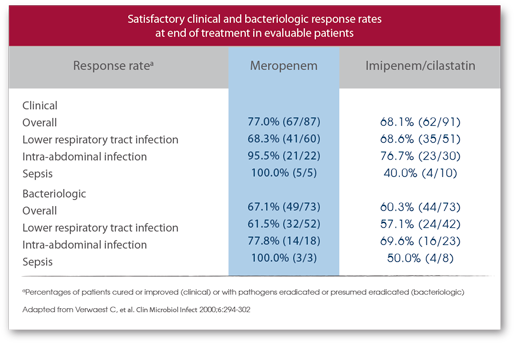 Satisfactory clinical and bacteriologic response rates
at end of treatment in evaluable patients
Response rateᵃ Meropenem Imipenem/cilastatin
Clinical
Overall 77.0% (67/87) 68.1% (62/91)
Lower respiratory tract infection 68.3% (41/60) 68.6% (35/51)
Intra-abdominal infection 95.5% (21/22) 76.7% (23/30)
Sepsis 100.0% (5/5) 40.0% (4/10)
Bacteriologic
Overall 67.1% (49/73) 60.3% (44/73)
Lower respiratory tract infection 61.5% (32/52) 57.1% (24/42)
Intra-abdominal infection 77.8% (14/18) 69.6% (16/23)
Sepsis 100.0% (3/3) 50.0% (4/8)
ᵃPercentages of patients cured or improved (clinical) or with pathogens eradicated or presumed eradicated (bacteriologic)
Adapted from Verwaest C, et al. Clin Microbiol Infect 2000;6:294-302